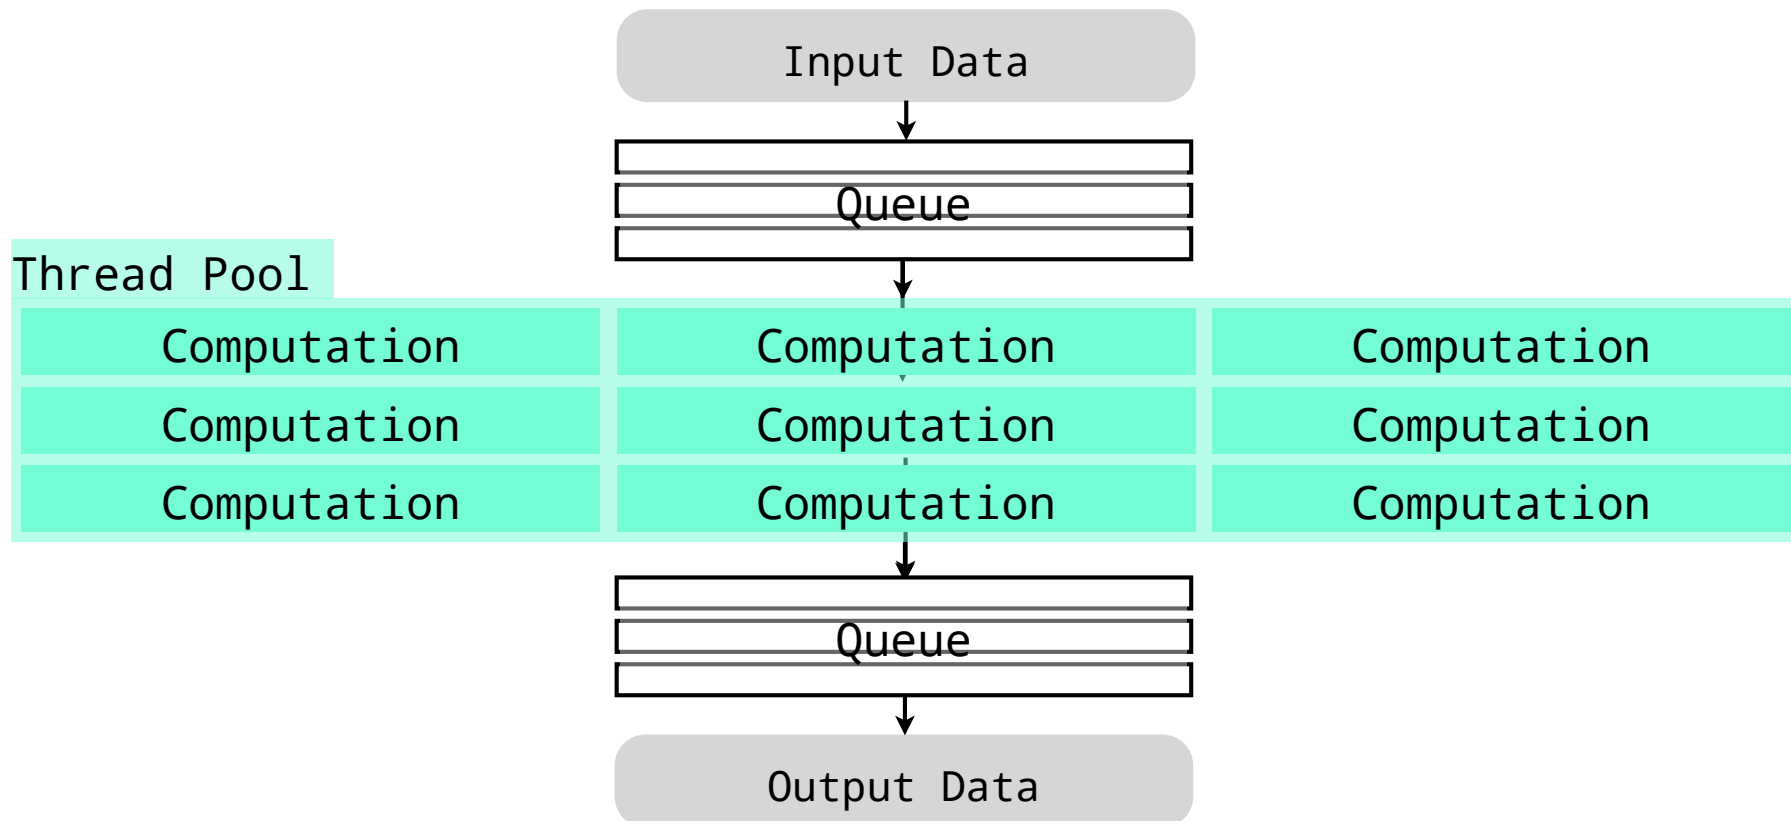 Input Data
Queue
Thread Pool
Computation Computation Computation
Computation Computation Computation
Computation Computation Computation
Queue
Output Data